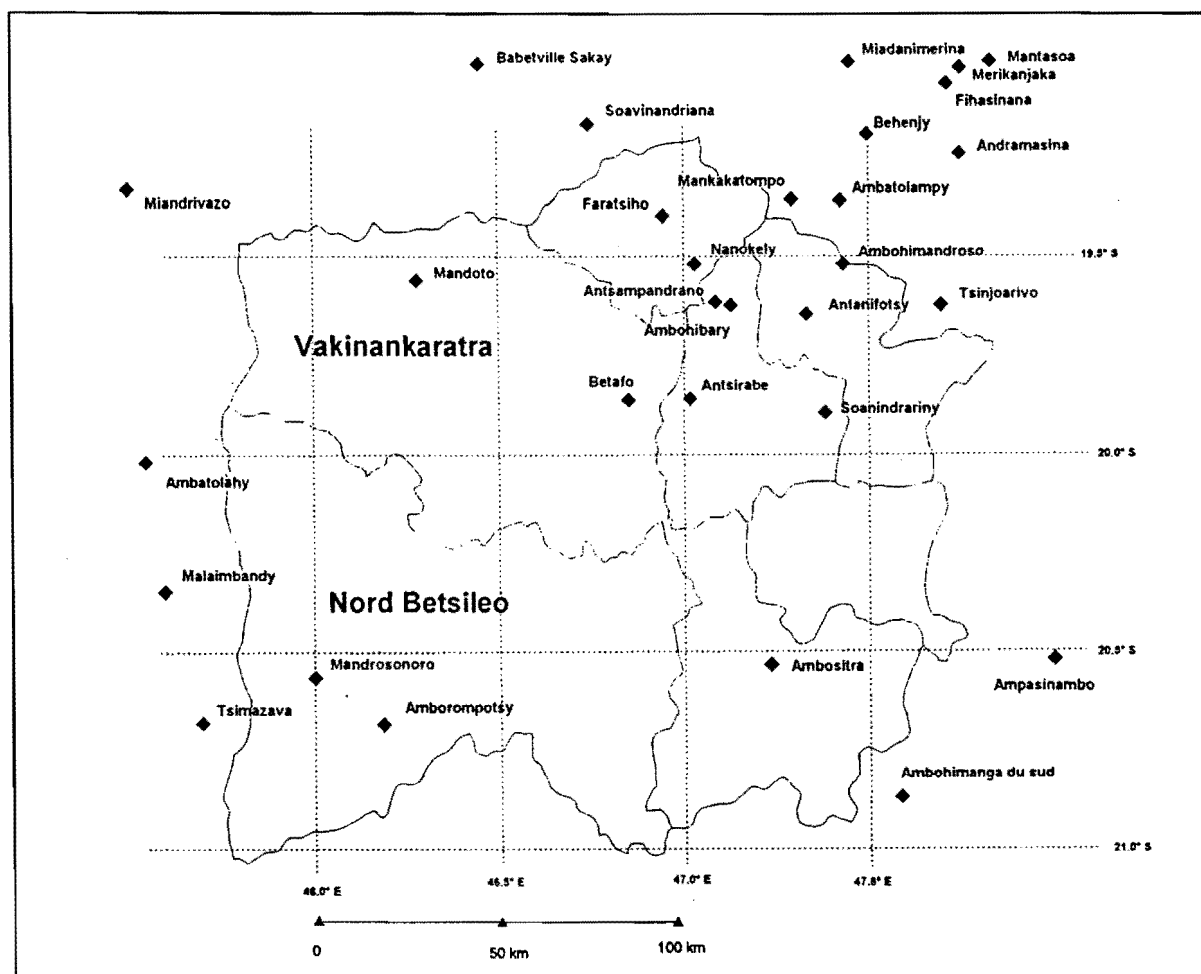 Babetville Sakay
Miadanimerina
Mantasoa
Merikanjaka
Fihasinana
Soavinandriana
Behenjy
Andramasina
Miandrivazo
Mankakatompo
Ambatolampy
Faratsiho
Nanokely
Ambohimandroso
19.5° S
Mandoto
Antsampandrano
Antanifotsy
Tsinjoarivo
Ambohibary
Vakinankaratra
Betafo
Antsirabe
Soanindrariny
20.0° S
Ambatolahy
Malaimbandy
Nord Betsileo
20.5° S
Mandrosonoro
Ambositra
Ampasinambo
Tsimazava
Amborompotsy
Ambohimanga du sud
21.0° S
46.0° E
46.5° E
47.0° E
47.5° E
0
50 km
100 km